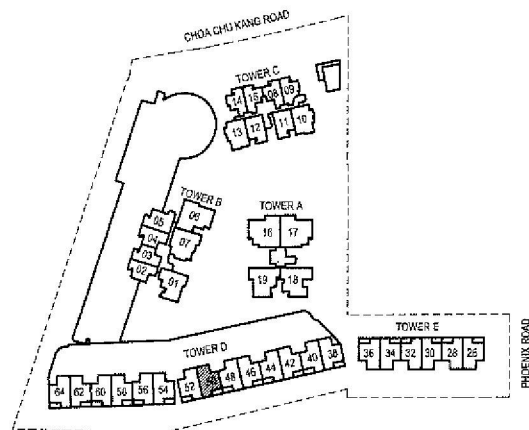 CHOA CHU KANG ROAD
TOWER C
14 15 08 09
13 12 11 10
TOWER B
05 06
04 07
03
02 01
TOWER A
16 17
19 18
TOWER D
64 62 60 58 56 54 52 48 46 44 42 40 38
TOWER E
36 34 32 30 28 26
PHOENIX ROAD